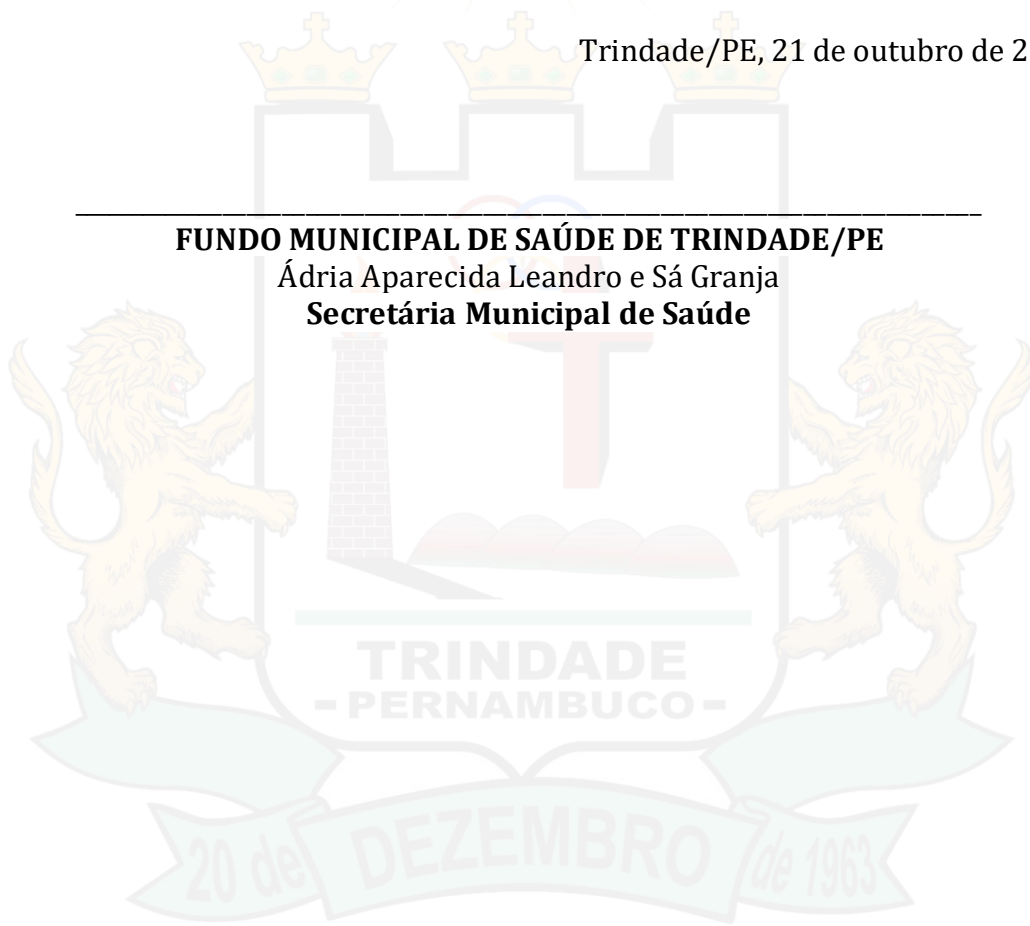 Trindade/PE, 21 de outubro de 2
FUNDO MUNICIPAL DE SAÚDE DE TRINDADE/PE
Ádria Aparecida Leandro e Sá Granja
Secretária Municipal de Saúde
TRINDADE
- PERNAMBUCO -
20 de DEZEMBRO de 1963